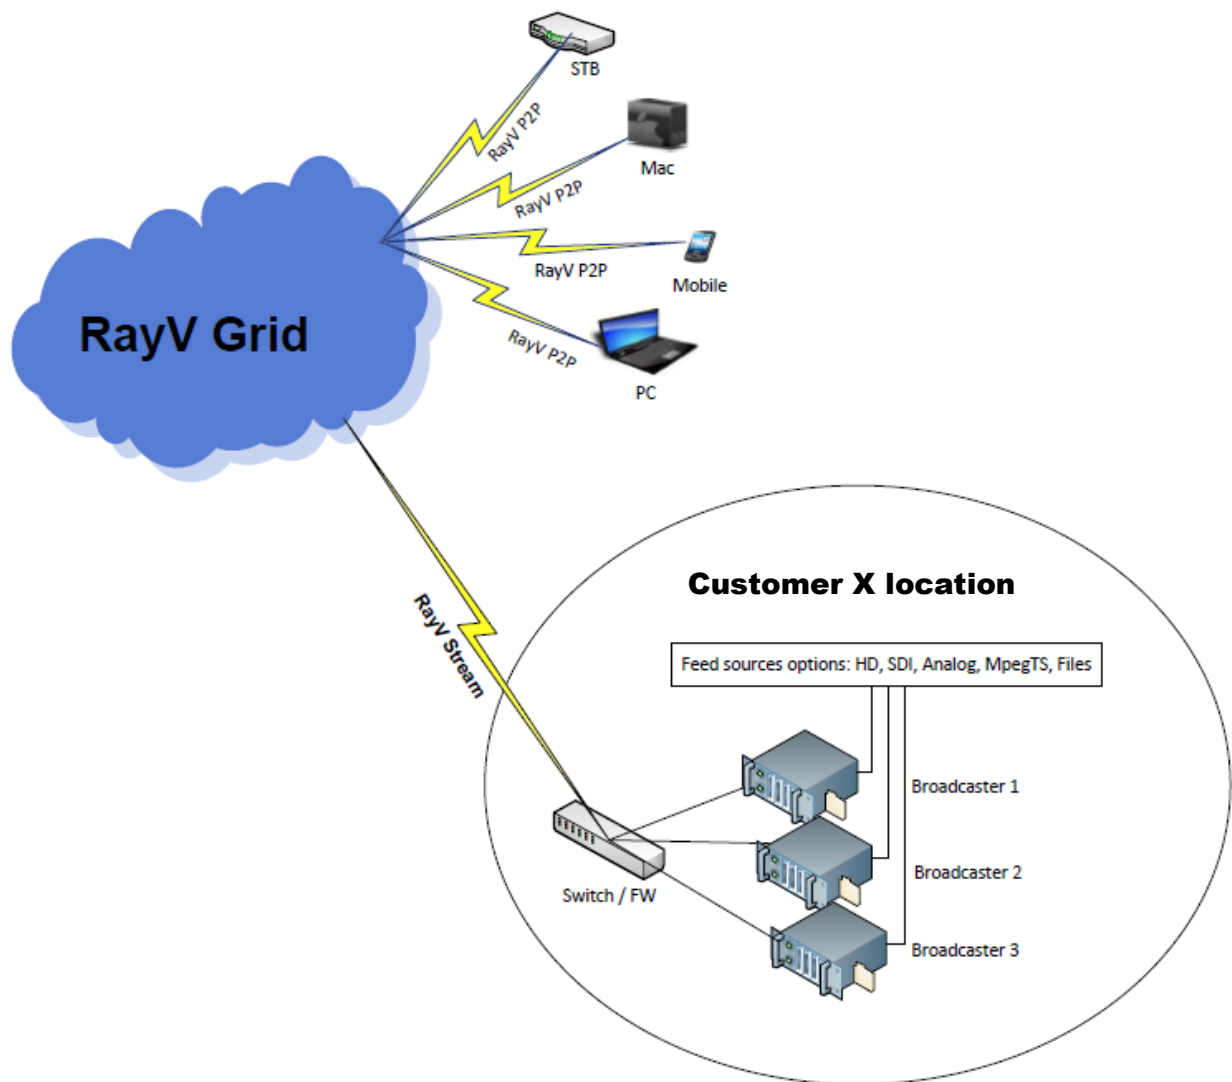 STB
RayV P2P
Mac
RayV P2P
RayV P2P
Mobile
RayV Grid
RayV P2P
PC
RayV Stream
Customer X location
Feed sources options: HD, SDI, Analog, MpegTS, Files
Broadcaster 1
Broadcaster 2
Switch / FW
Broadcaster 3